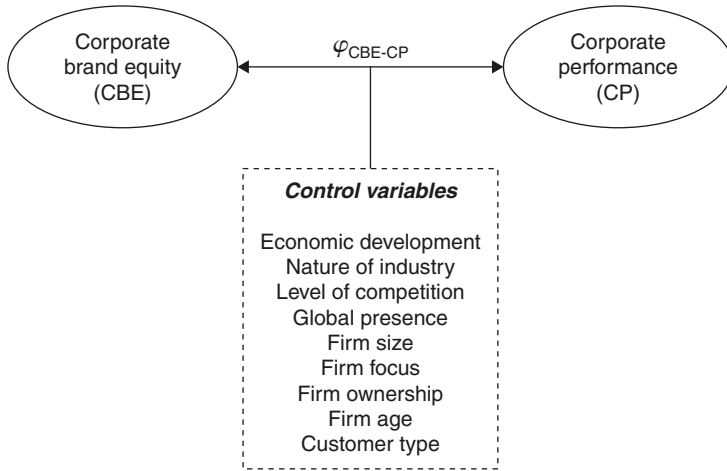 Corporate
brand equity
(CBE)
φCBE-CP
Corporate
performance
(CP)
Control variables
Economic development
Nature of industry
Level of competition
Global presence
Firm size
Firm focus
Firm ownership
Firm age
Customer type